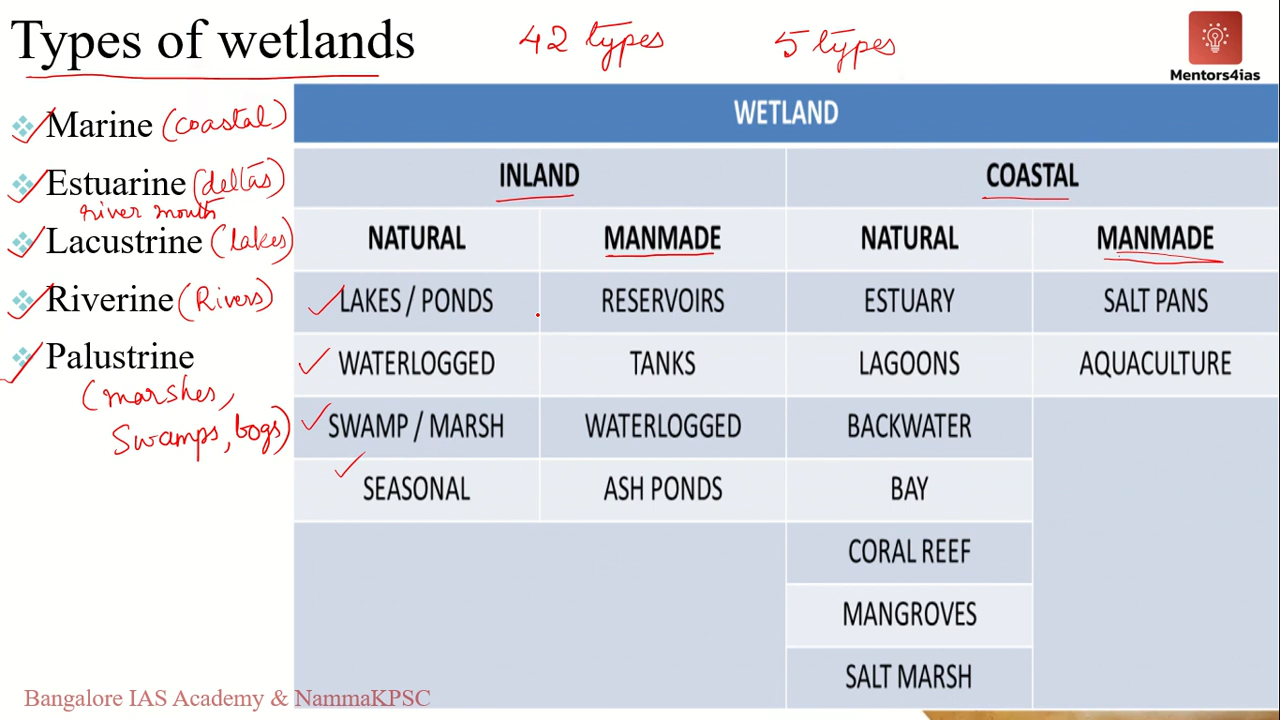 Types of wetlands
42 types
5 types
Mentors4ias
Marine (coastal)
Estuarine (deltas)
river mouth
Lacustrine (lakes)
Riverine (Rivers)
Palustrine
(marshes,
Swamps, bogs)
WETLAND
INLAND COASTAL
NATURAL MANMADE NATURAL MANMADE
LAKES / PONDS RESERVOIRS ESTUARY SALT PANS
WATERLOGGED TANKS LAGOONS AQUACULTURE
SWAMP / MARSH WATERLOGGED BACKWATER
SEASONAL ASH PONDS BAY
CORAL REEF
MANGROVES
SALT MARSH
Bangalore IAS Academy & NammaKPSC